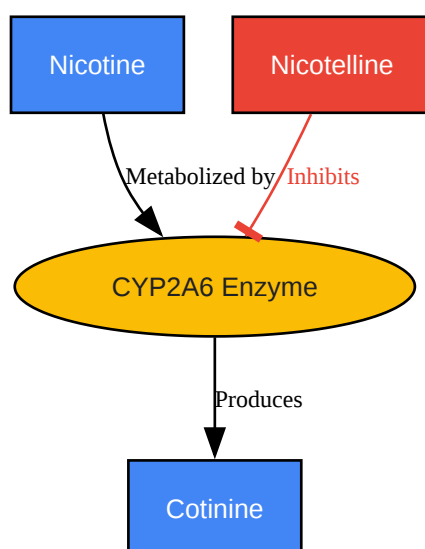 Nicotine
Nicotelline
Metabolized by
Inhibits
CYP2A6 Enzyme
Produces
Cotinine